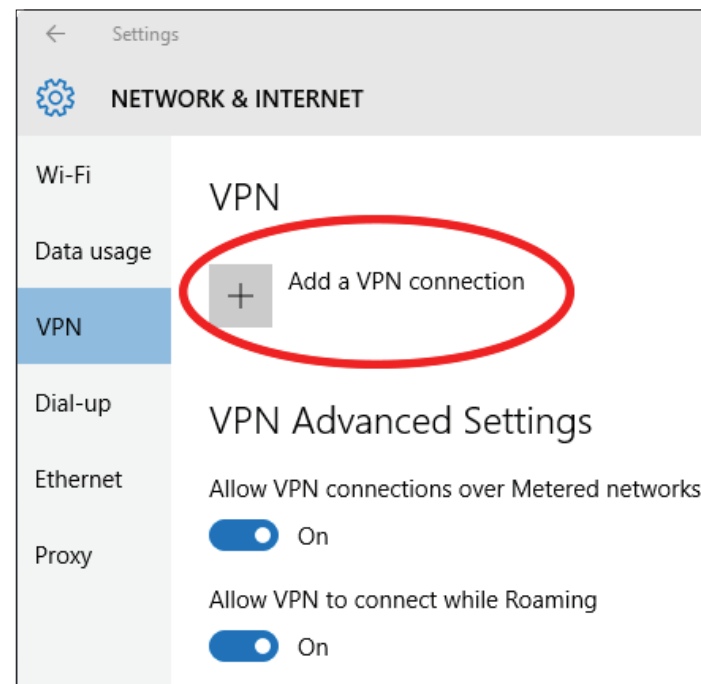 Settings
NETWORK & INTERNET
Wi-Fi
Data usage
VPN
Dial-up
Ethernet
Proxy
VPN
Add a VPN connection
VPN Advanced Settings
Allow VPN connections over Metered networks
On
Allow VPN to connect while Roaming
On